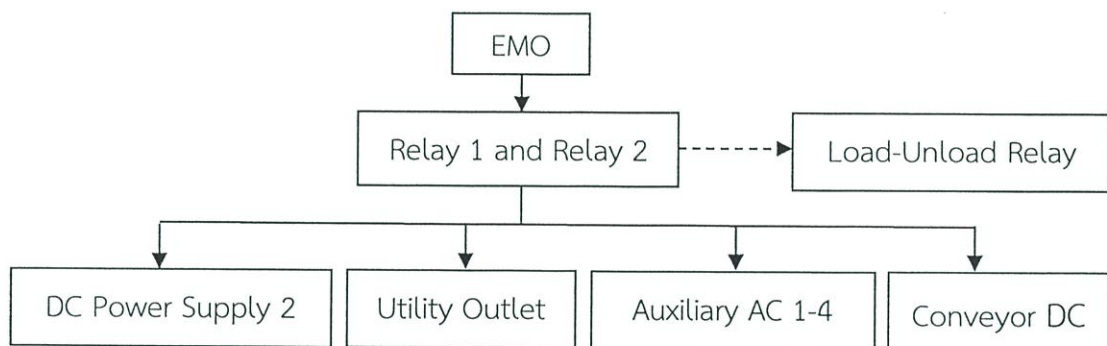 EMO
Relay 1 and Relay 2
Load-Unload Relay
DC Power Supply 2
Utility Outlet
Auxiliary AC 1-4
Conveyor DC